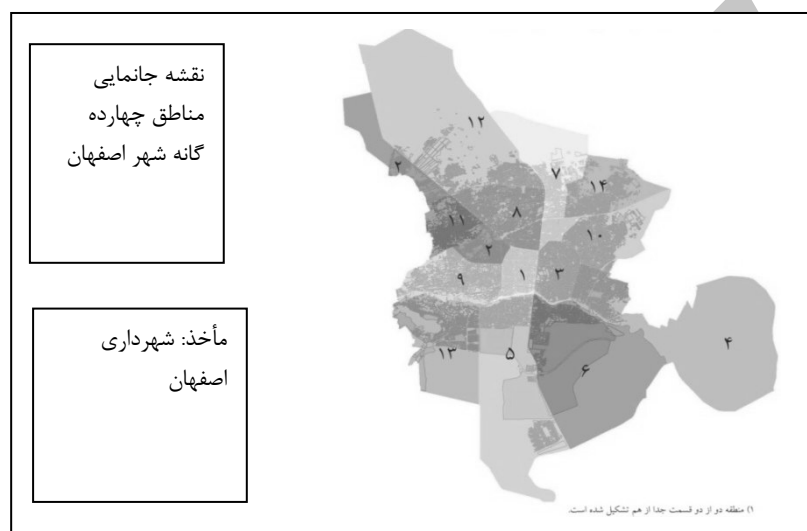 نقشه جانمایی
مناطق چهارده
گانه شهر اصفهان
مأخذ: شهرداری
اصفهان
۱۲
۲
۷
۱۴
۱۱
۸
۲
۱۰
۹
۱
۳
۴
۱۳
۵
۶
۱) منطقه دو از دو قسمت جدا از هم تشکیل شده است.